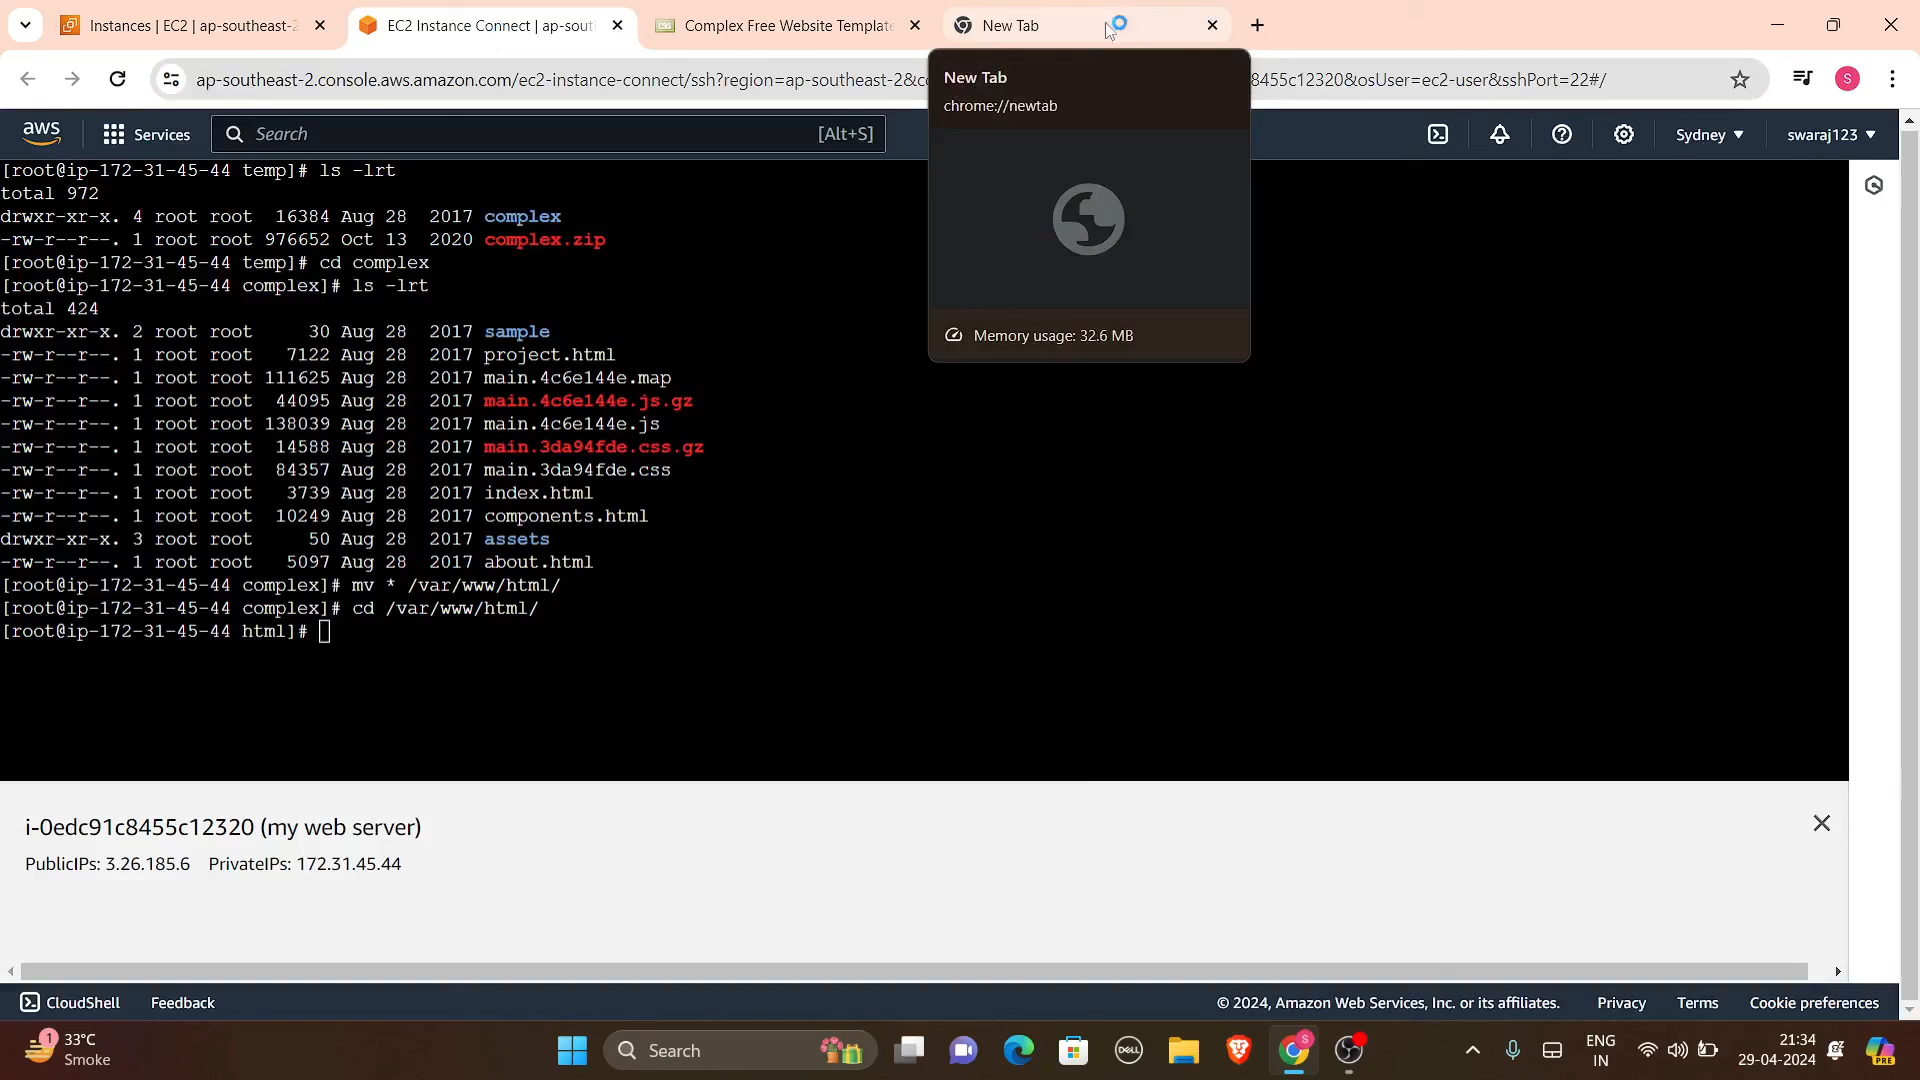 Instances | EC2 | ap-southeast-2
EC2 Instance Connect | ap-sout
Complex Free Website Template
New Tab
ap-southeast-2.console.aws.amazon.com/ec2-instance-connect/ssh?region=ap-southeast-2&c
8455c12320&osUser=ec2-user&sshPort=22#/
S
New Tab
chrome://newtab
Memory usage: 32.6 MB
aws
Services
Search
[Alt+S]
Sydney
swaraj123
[root@ip-172-31-45-44 temp]# ls -lrt
total 972
drwxr-xr-x. 4 root root 16384 Aug 28 2017 complex
-rw-r--r--. 1 root root 976652 Oct 13 2020 complex.zip
[root@ip-172-31-45-44 temp]# cd complex
[root@ip-172-31-45-44 complex]# ls -lrt
total 424
drwxr-xr-x. 2 root root 30 Aug 28 2017 sample
-rw-r--r--. 1 root root 7122 Aug 28 2017 project.html
-rw-r--r--. 1 root root 111625 Aug 28 2017 main.4c6e144e.map
-rw-r--r--. 1 root root 44095 Aug 28 2017 main.4c6e144e.js.gz
-rw-r--r--. 1 root root 138039 Aug 28 2017 main.4c6e144e.js
-rw-r--r--. 1 root root 14588 Aug 28 2017 main.3da94fde.css.gz
-rw-r--r--. 1 root root 84357 Aug 28 2017 main.3da94fde.css
-rw-r--r--. 1 root root 3739 Aug 28 2017 index.html
-rw-r--r--. 1 root root 10249 Aug 28 2017 components.html
drwxr-xr-x. 3 root root 50 Aug 28 2017 assets
-rw-r--r--. 1 root root 5097 Aug 28 2017 about.html
[root@ip-172-31-45-44 complex]# mv * /var/www/html/
[root@ip-172-31-45-44 complex]# cd /var/www/html/
[root@ip-172-31-45-44 html]#
i-0edc91c8455c12320 (my web server)
PublicIPs: 3.26.185.6 PrivateIPs: 172.31.45.44
CloudShell
Feedback
© 2024, Amazon Web Services, Inc. or its affiliates.
Privacy
Terms
Cookie preferences
1
33°C
Smoke
Search
DELL
S
ENG
IN
21:34
29-04-2024
PRE